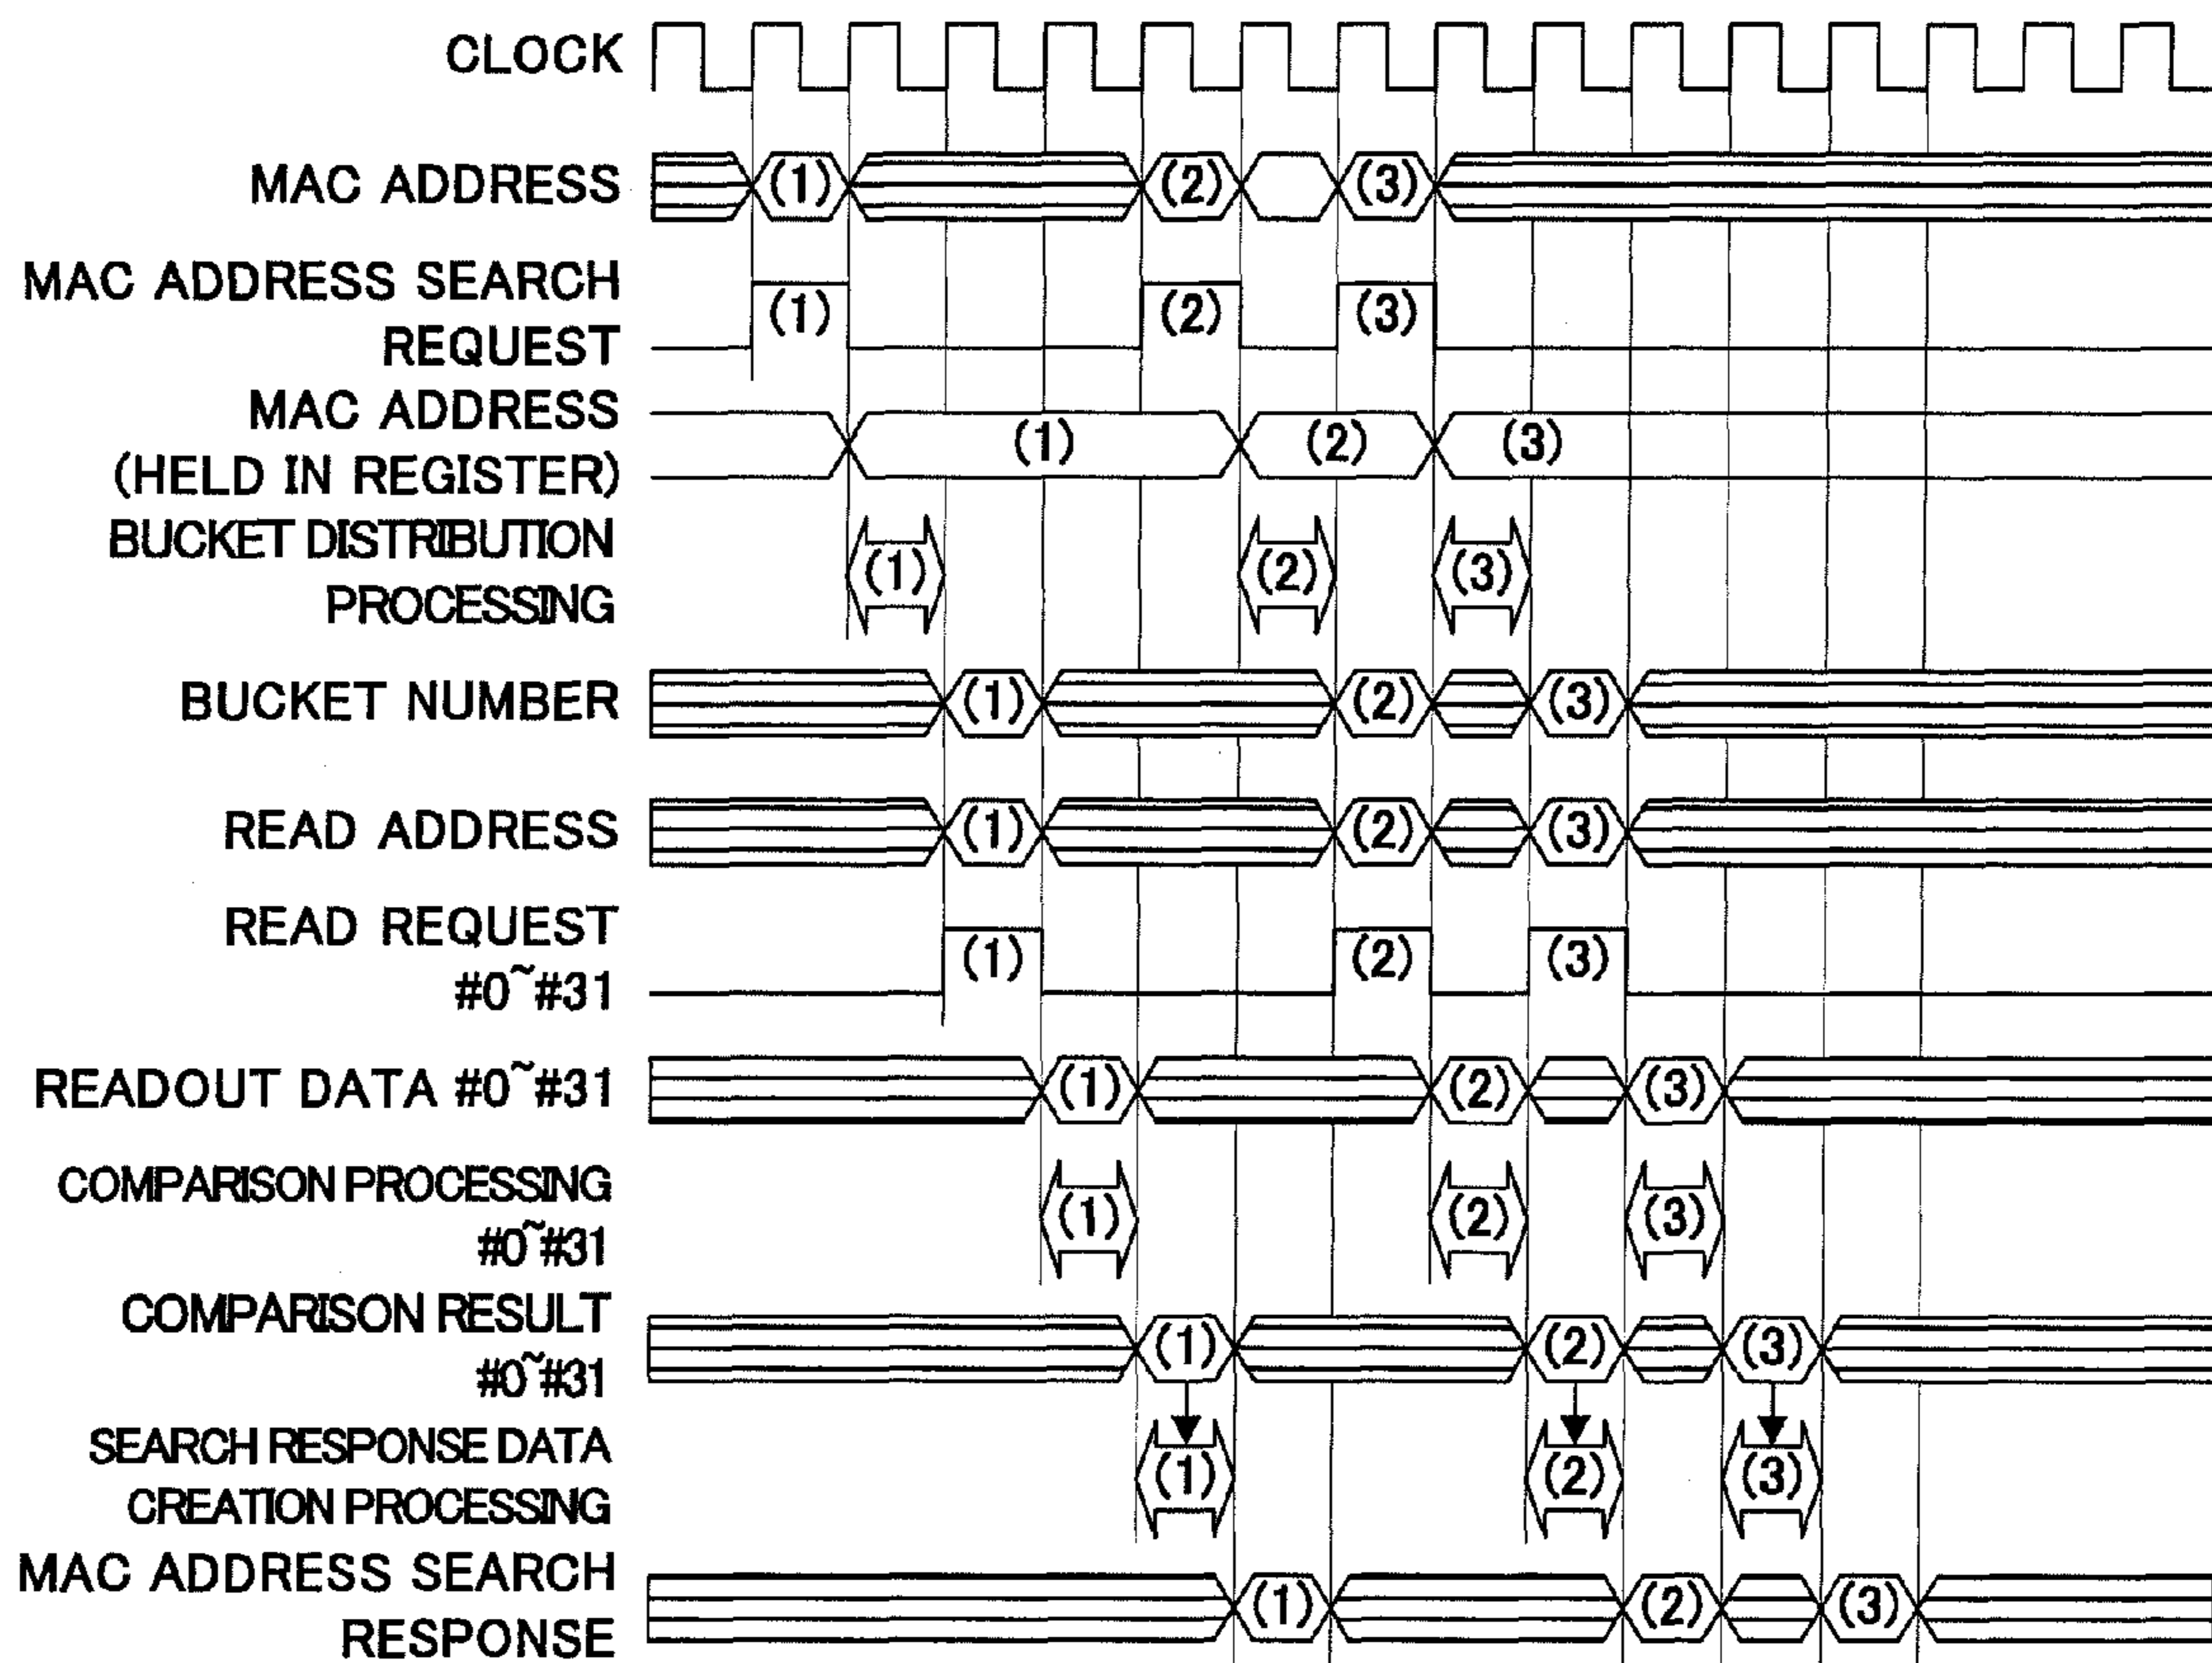 CLOCK
MAC ADDRESS (1) (2) (3)
MAC ADDRESS SEARCH
REQUEST (1) (2) (3)
MAC ADDRESS
(HELD IN REGISTER) (1) (2) (3)
BUCKET DISTRIBUTION
PROCESSING (1) (2) (3)
BUCKET NUMBER (1) (2) (3)
READ ADDRESS (1) (2) (3)
READ REQUEST
#0~#31 (1) (2) (3)
READOUT DATA #0~#31 (1) (2) (3)
COMPARISON PROCESSING
#0~#31 (1) (2) (3)
COMPARISON RESULT
#0~#31 (1) (2) (3)
SEARCH RESPONSE DATA
CREATION PROCESSING (1) (2) (3)
MAC ADDRESS SEARCH
RESPONSE (1) (2) (3)